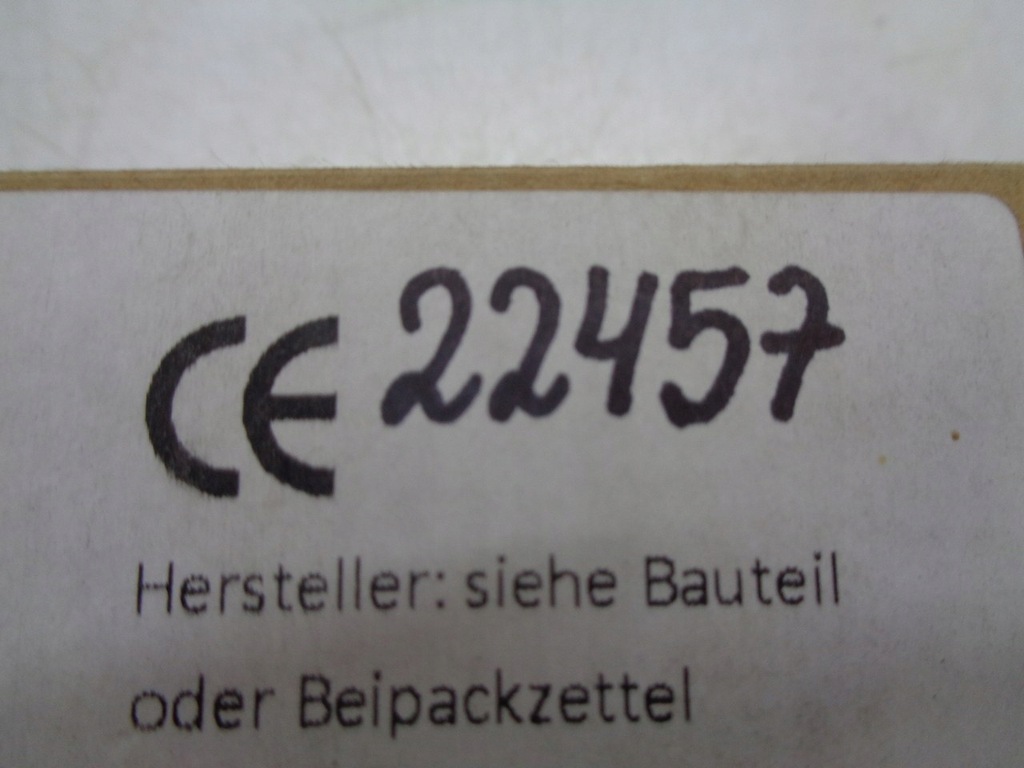 CE 22457
Hersteller: siehe Bauteil
oder Beipackzettel